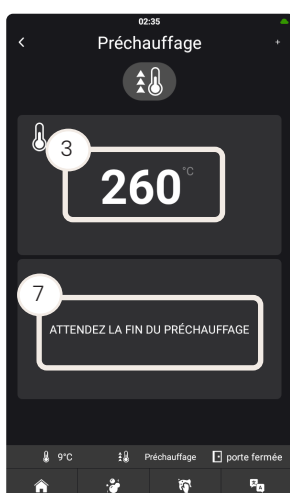 02:35
Préchauffage
+
3
260 °C
7
ATTENDEZ LA FIN DU PRÉCHAUFFAGE
9°C Préchauffage porte fermée